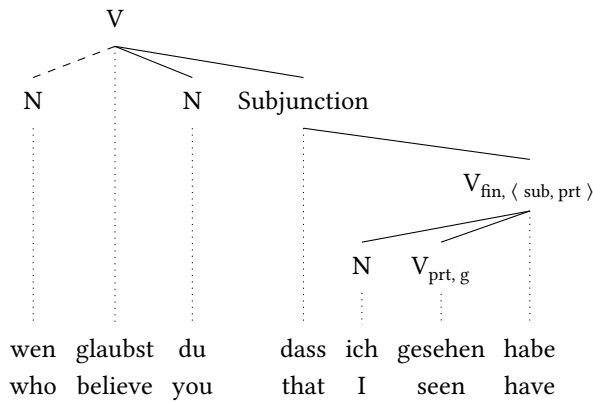 V
N N Subjunction
V_fin, ⟨ sub, prt ⟩
N V_prt, g
wen glaubst du dass ich gesehen habe
who believe you that I seen have